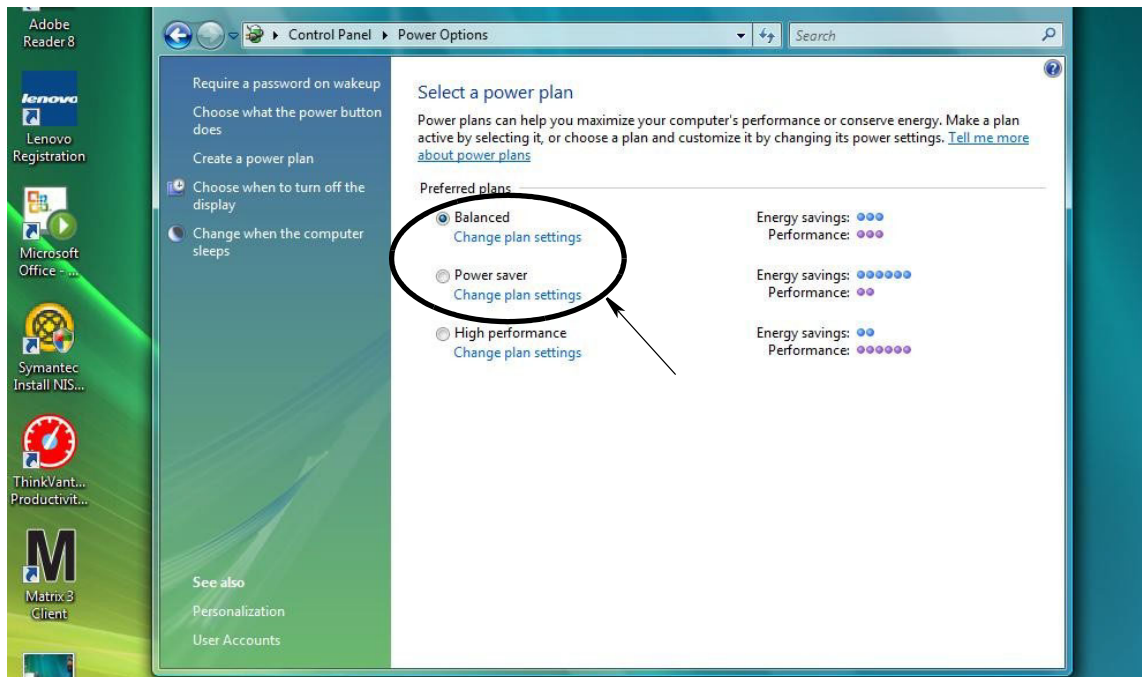 Adobe
Reader 8
lenovo
Lenovo
Registration
Microsoft
Office - ...
Symantec
Install NIS...
ThinkVant...
Productivit...
M
Matrix 3
Client
Control Panel
Power Options
Search
Require a password on wakeup
Choose what the power button
does
Create a power plan
Choose when to turn off the
display
Change when the computer
sleeps
See also
Personalization
User Accounts
Select a power plan
Power plans can help you maximize your computer's performance or conserve energy. Make a plan
active by selecting it, or choose a plan and customize it by changing its power settings. Tell me more
about power plans
Preferred plans
Balanced
Energy savings:
Change plan settings
Performance:
Power saver
Energy savings:
Change plan settings
Performance:
High performance
Energy savings:
Change plan settings
Performance: